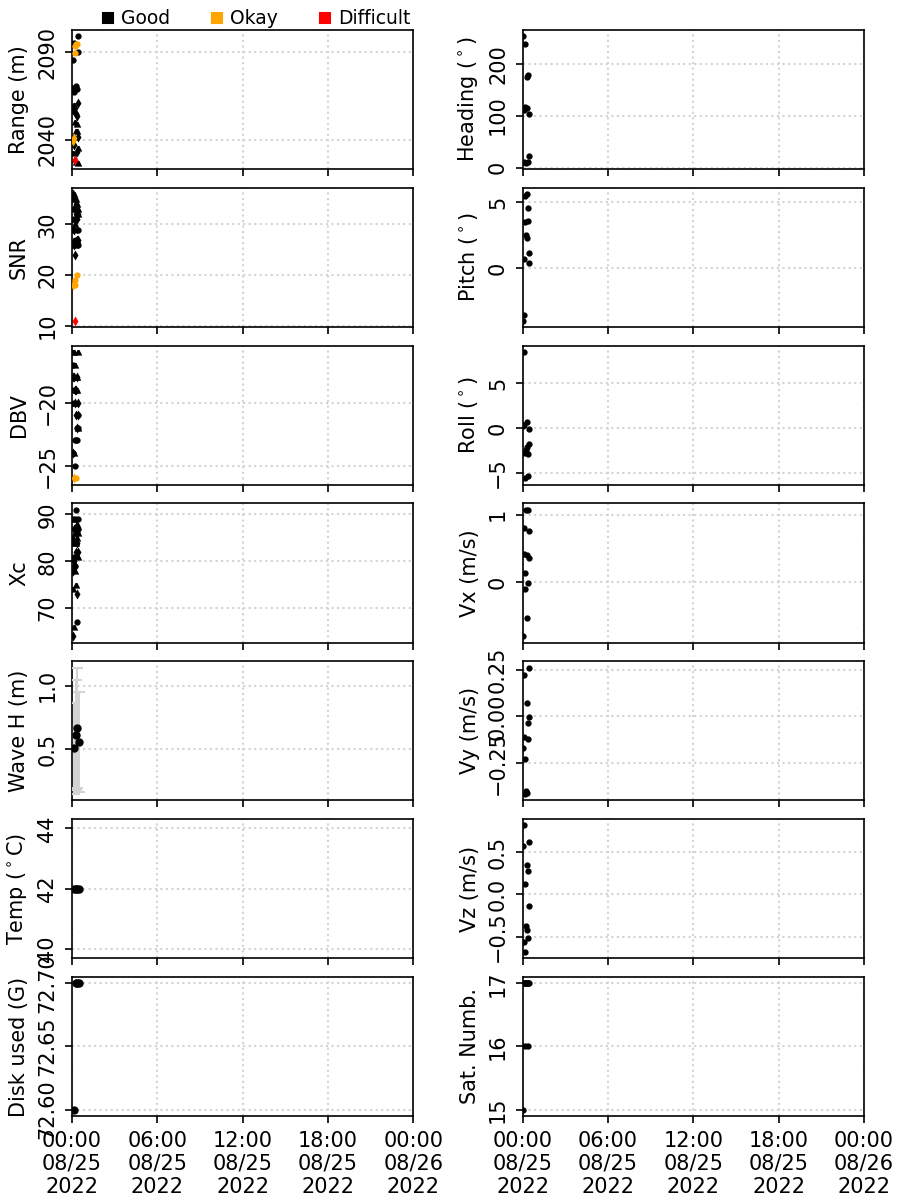 Good Okay Difficult
Range (m)
2090
2040
Heading (°)
200
100
0
SNR
30
20
10
Pitch (°)
5
0
DBV
−20
−25
Roll (°)
5
0
−5
Xc
90
80
70
Vx (m/s)
1
0
Wave H (m)
1.0
0.5
Vy (m/s)
0.25
0.00
−0.25
Temp (°C)
44
42
40
Vz (m/s)
0.5
0.0
−0.5
Disk used (G)
72.70
72.65
72.60
Sat. Numb.
17
16
15
00:00 06:00 12:00 18:00 00:00
08/25 08/25 08/25 08/25 08/26
2022 2022 2022 2022 2022
00:00 06:00 12:00 18:00 00:00
08/25 08/25 08/25 08/25 08/26
2022 2022 2022 2022 2022